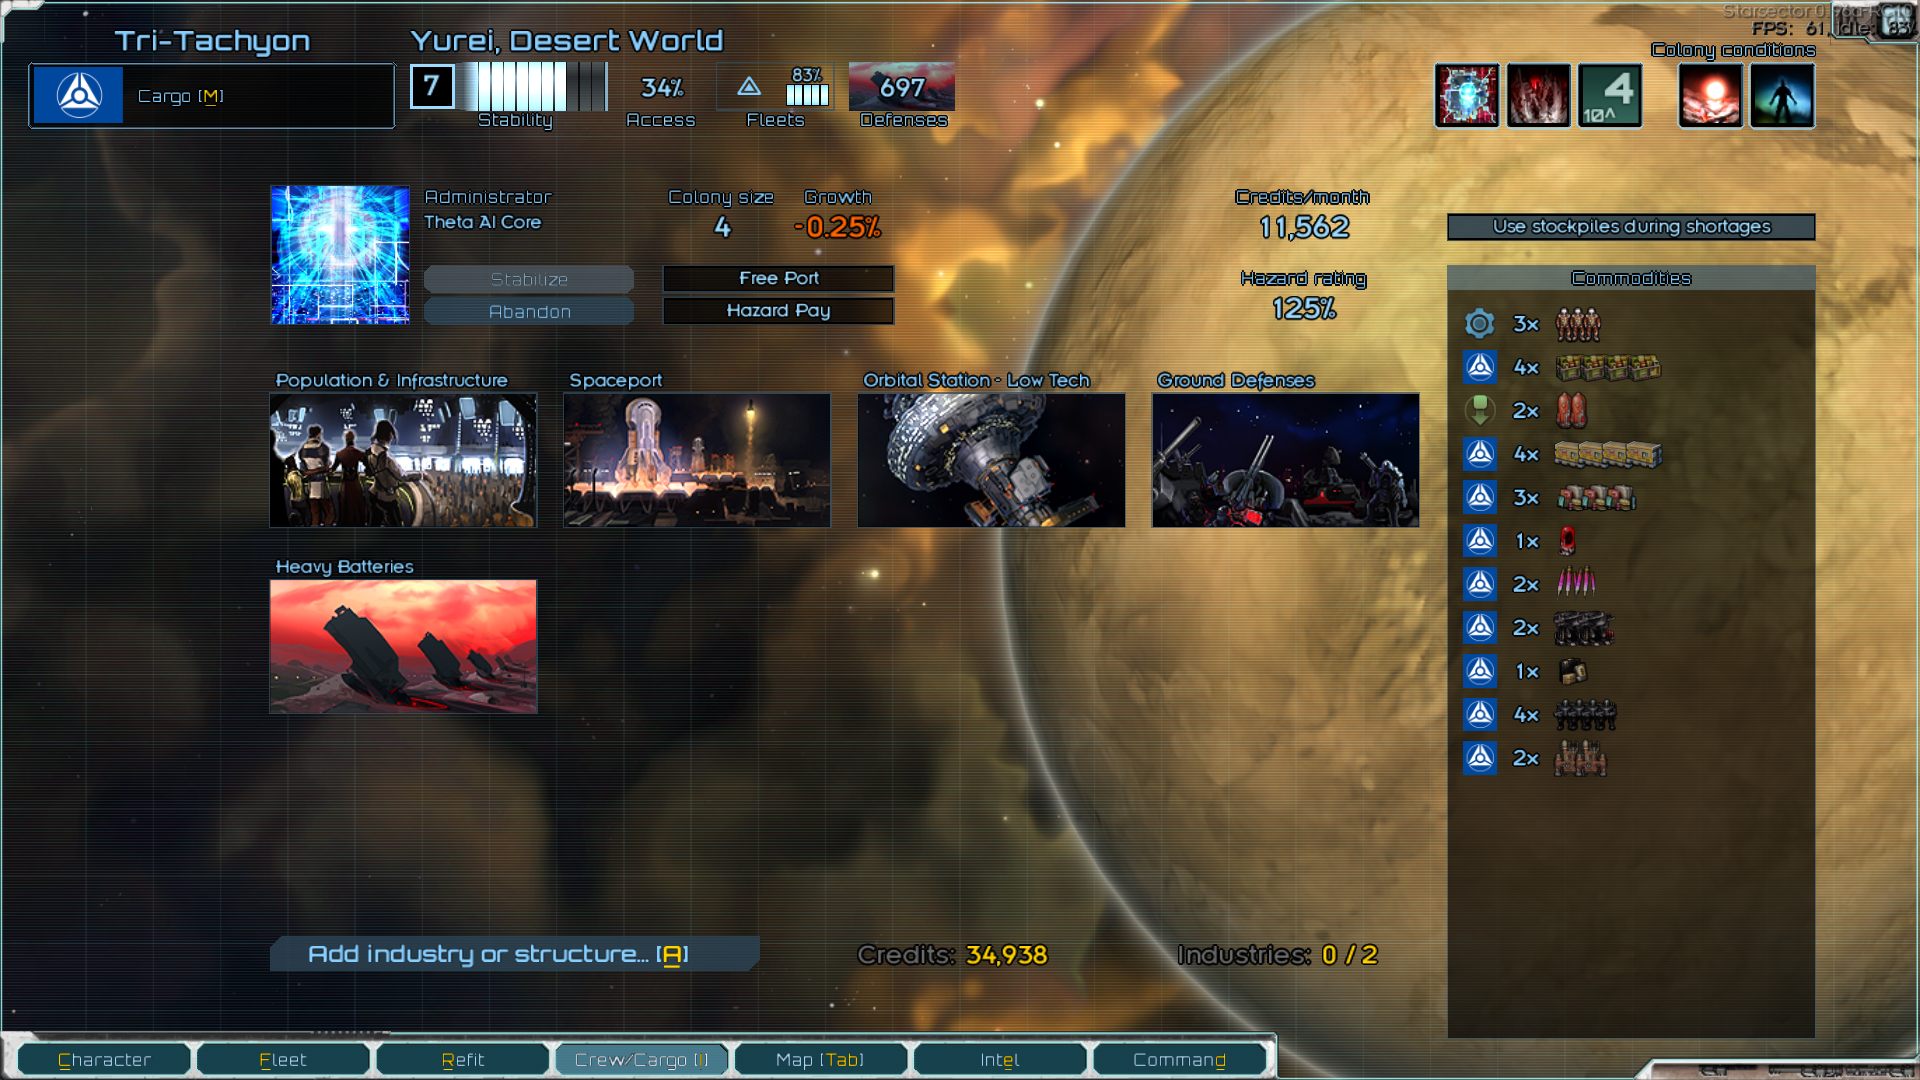 Starsector 0.
FPS: 61, Idle: 83%
Tri-Tachyon
Cargo [M]
Yurei, Desert World
7
Stability
34%
Access
83%
Fleets
697
Defenses
Colony conditions
4
10^
Administrator
Theta AI Core
Colony size
4
Growth
-0.25%
Credits/month
11,562
Stabilize
Abandon
Free Port
Hazard Pay
Hazard rating
125%
Use stockpiles during shortages
Commodities
3x
4x
2x
4x
3x
1x
2x
2x
1x
4x
2x
Population & Infrastructure
Spaceport
Orbital Station - Low Tech
Ground Defenses
Heavy Batteries
Add industry or structure... [A]
Credits: 34,938
Industries: 0 / 2
Character
Fleet
Refit
Crew/Cargo [I]
Map [Tab]
Intel
Command